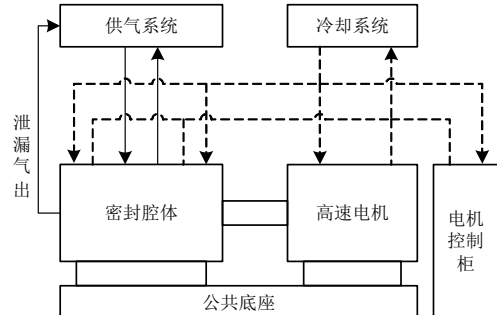 供气系统
冷却系统
泄漏气出
密封腔体
高速电机
电机
控制
柜
公共底座